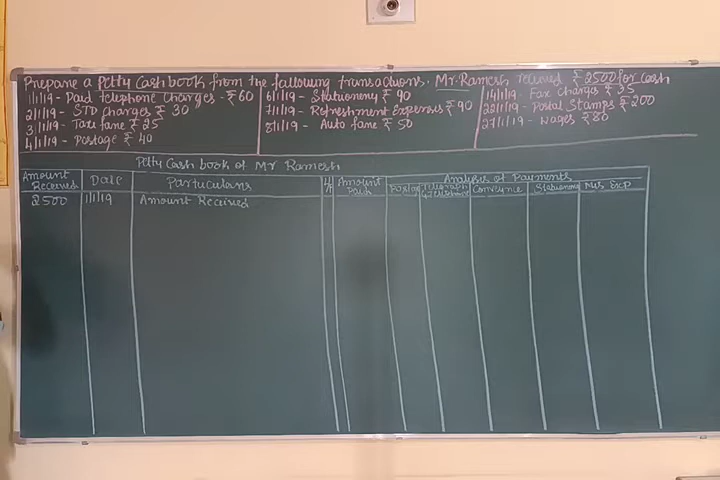 Prepare a Petty Cash book from the following transactions. Mr. Ramesh received ₹ 2500 for Cash
1/1/19 - Paid telephone charges - ₹ 60
2/1/19 - STD charges ₹ 30
3/1/19 - Taxi fare ₹ 25
4/1/19 - Postage ₹ 40
6/1/19 - Stationery ₹ 90
7/1/19 - Refreshment Expenses ₹ 90
8/1/19 - Auto fare ₹ 50
14/1/19 - Fax charges ₹ 35
22/1/19 - Postal Stamps ₹ 200
27/1/19 - Wages ₹ 80
Petty Cash book of Mr Ramesh
Amount Received Date Particulars Amount Paid Analysis of Payments
Postage Conveyance Stationery Mis Exp
2500 1/1/19 Amount Received